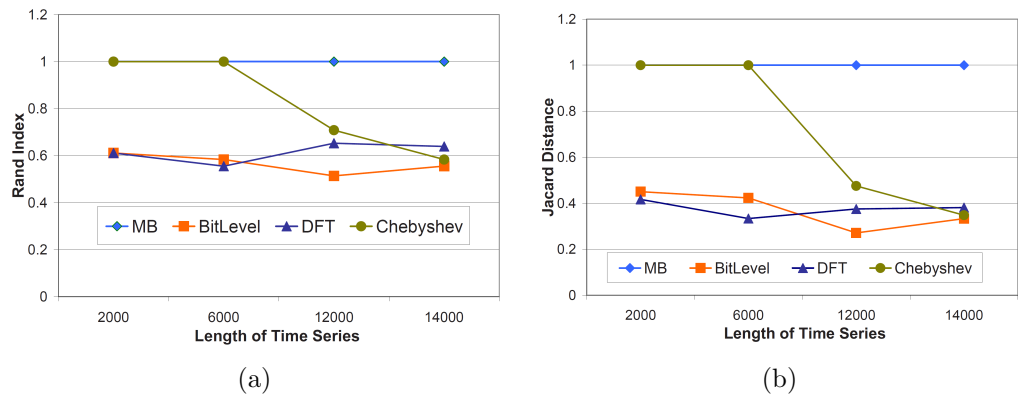 1.2
1
0.8
0.6
0.4
0.2
0
Rand Index
MB BitLevel DFT Chebyshev
2000 6000 12000 14000
Length of Time Series
(a)
1.2
1
0.8
0.6
0.4
0.2
0
Jacard Distance
MB BitLevel DFT Chebyshev
2000 6000 12000 14000
Length of Time Series
(b)